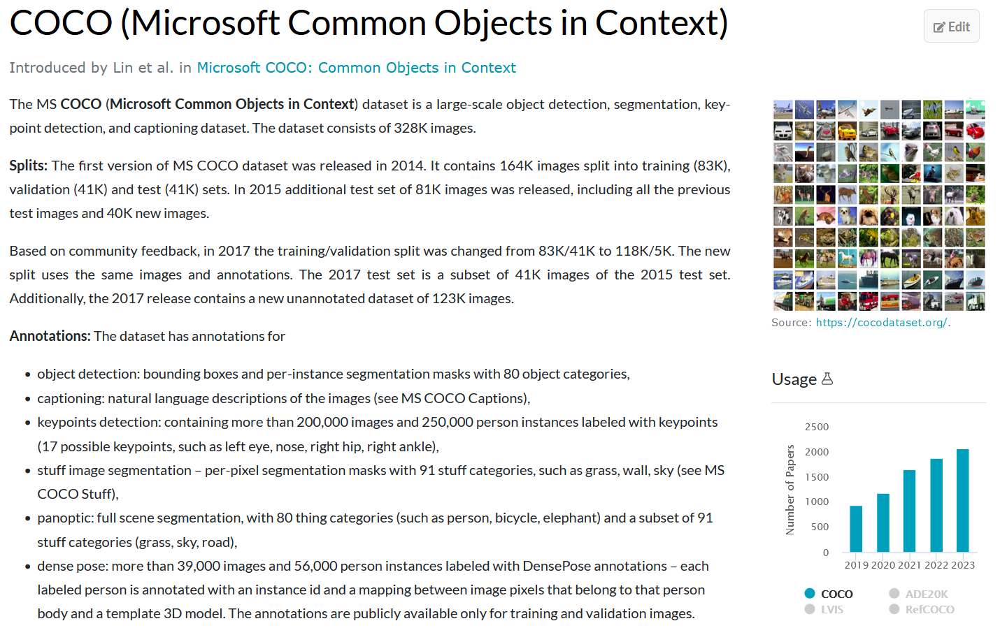 COCO (Microsoft Common Objects in Context)
Edit
Introduced by Lin et al. in Microsoft COCO: Common Objects in Context
The MS COCO (Microsoft Common Objects in Context) dataset is a large-scale object detection, segmentation, key-
point detection, and captioning dataset. The dataset consists of 328K images.
Splits: The first version of MS COCO dataset was released in 2014. It contains 164K images split into training (83K),
validation (41K) and test (41K) sets. In 2015 additional test set of 81K images was released, including all the previous
test images and 40K new images.
Based on community feedback, in 2017 the training/validation split was changed from 83K/41K to 118K/5K. The new
split uses the same images and annotations. The 2017 test set is a subset of 41K images of the 2015 test set.
Additionally, the 2017 release contains a new unannotated dataset of 123K images.
Annotations: The dataset has annotations for
• object detection: bounding boxes and per-instance segmentation masks with 80 object categories,
• captioning: natural language descriptions of the images (see MS COCO Captions),
• keypoints detection: containing more than 200,000 images and 250,000 person instances labeled with keypoints
(17 possible keypoints, such as left eye, nose, right hip, right ankle),
• stuff image segmentation – per-pixel segmentation masks with 91 stuff categories, such as grass, wall, sky (see MS
COCO Stuff),
• panoptic: full scene segmentation, with 80 thing categories (such as person, bicycle, elephant) and a subset of 91
stuff categories (grass, sky, road),
• dense pose: more than 39,000 images and 56,000 person instances labeled with DensePose annotations – each
labeled person is annotated with an instance id and a mapping between image pixels that belong to that person
body and a template 3D model. The annotations are publicly available only for training and validation images.
Source: https://cocodataset.org/.
Usage
Number of Papers
2500
2000
1500
1000
500
0
2019 2020 2021 2022 2023
COCO ADE20K
LVIS RefCOCO